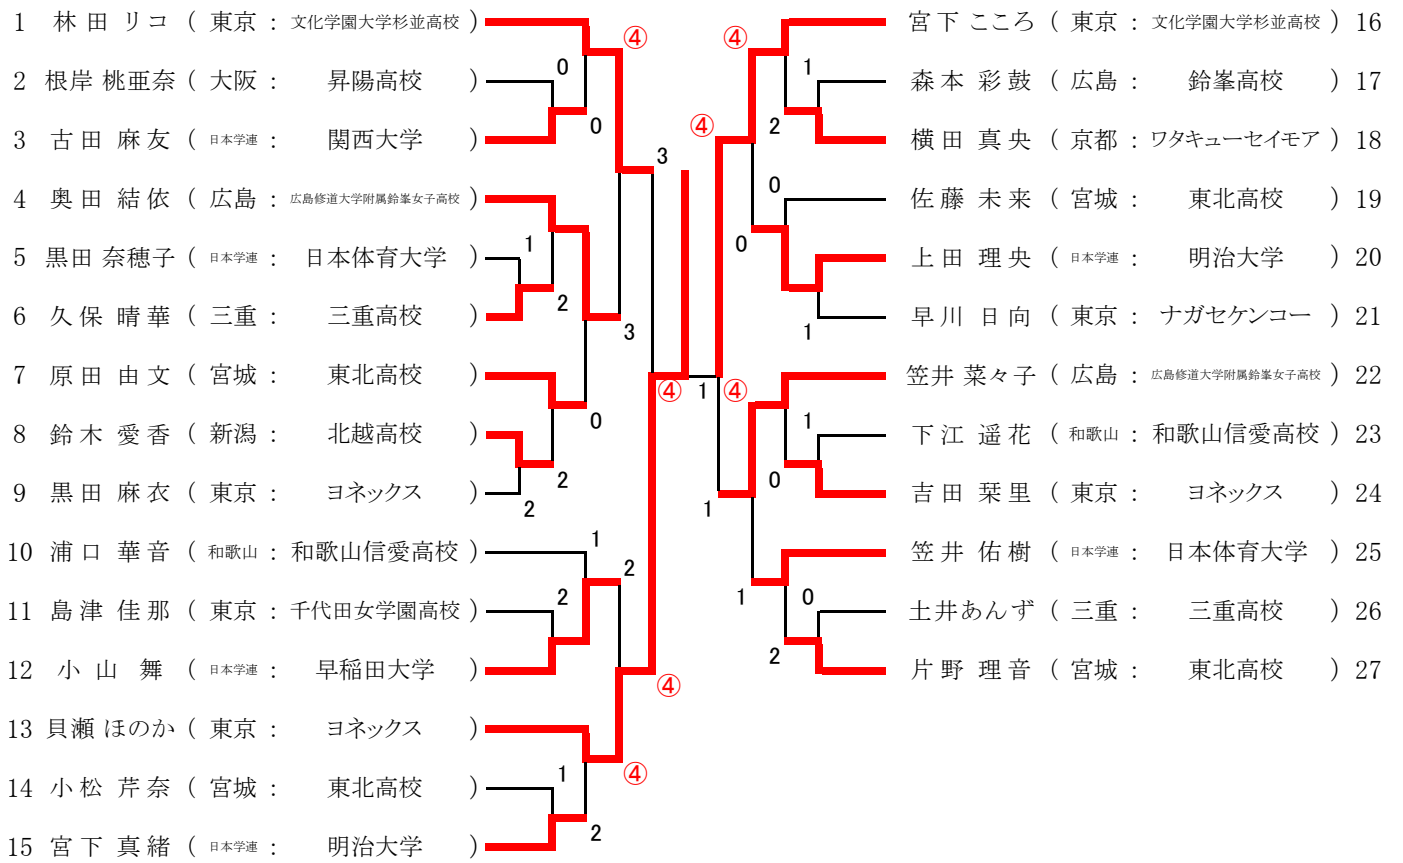 1 林田 リコ ( 東京 : 文化学園大学杉並高校 )
2 根岸 桃亜奈 ( 大阪 : 昇陽高校 )
3 古田 麻友 ( 日本学連 : 関西大学 )
4 奥田 結依 ( 広島 : 広島修道大学附属鈴峯女子高校 )
5 黒田 奈穂子 ( 日本学連 : 日本体育大学 )
6 久保 晴華 ( 三重 : 三重高校 )
7 原田 由文 ( 宮城 : 東北高校 )
8 鈴木 愛香 ( 新潟 : 北越高校 )
9 黒田 麻衣 ( 東京 : ヨネックス )
10 浦口 華音 ( 和歌山 : 和歌山信愛高校 )
11 島津 佳那 ( 東京 : 千代田女学園高校 )
12 小山 舞 ( 日本学連 : 早稲田大学 )
13 貝瀬 ほのか ( 東京 : ヨネックス )
14 小松 芹奈 ( 宮城 : 東北高校 )
15 宮下 真緒 ( 日本学連 : 明治大学 )
④
0
0
3
1
2
3
0
2
2
④
1
2
2
④
④
1
2
宮下 こころ ( 東京 : 文化学園大学杉並高校 ) 16
森本 彩鼓 ( 広島 : 鈴峯高校 ) 17
横田 真央 ( 京都 : ワタキューセイモア ) 18
佐藤 未来 ( 宮城 : 東北高校 ) 19
上田 理央 ( 日本学連 : 明治大学 ) 20
早川 日向 ( 東京 : ナガセケンコー ) 21
笠井 菜々子 ( 広島 : 広島修道大学附属鈴峯女子高校 ) 22
下江 遥花 ( 和歌山 : 和歌山信愛高校 ) 23
吉田 栞里 ( 東京 : ヨネックス ) 24
笠井 佑樹 ( 日本学連 : 日本体育大学 ) 25
土井あんず ( 三重 : 三重高校 ) 26
片野 理音 ( 宮城 : 東北高校 ) 27
④
1
④
2
0
0
1
1
④
1
0
1
1
0
2